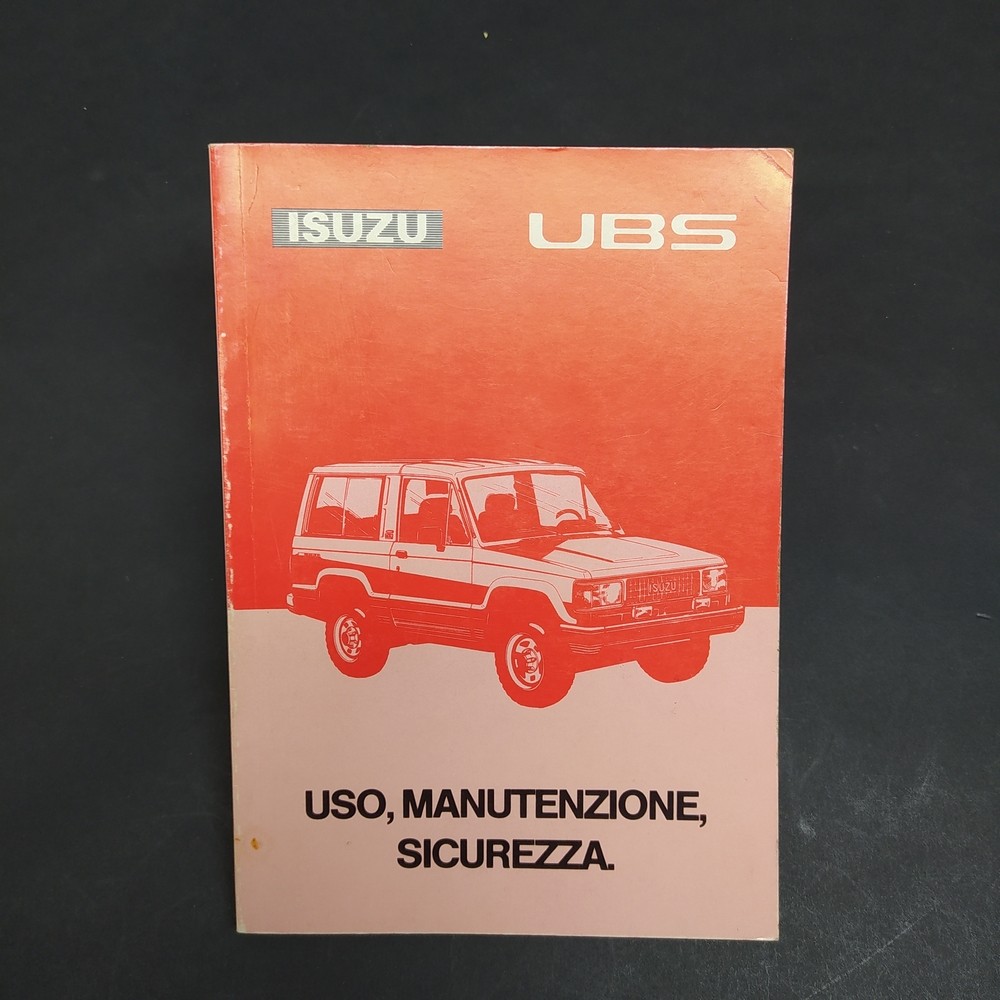 ISUZU UBS
ISUZU
USO, MANUTENZIONE,
SICUREZZA.